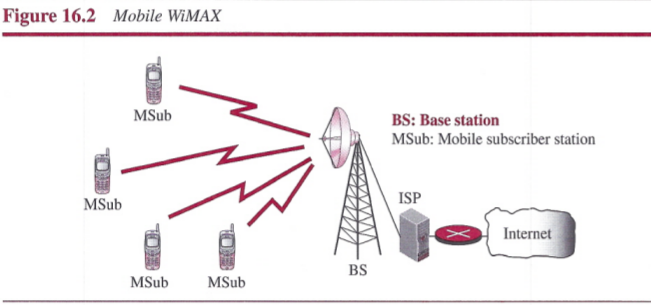 Figure 16.2 Mobile WiMAX
MSub
BS: Base station
MSub: Mobile subscriber station
MSub
ISP
Internet
MSub
MSub
BS